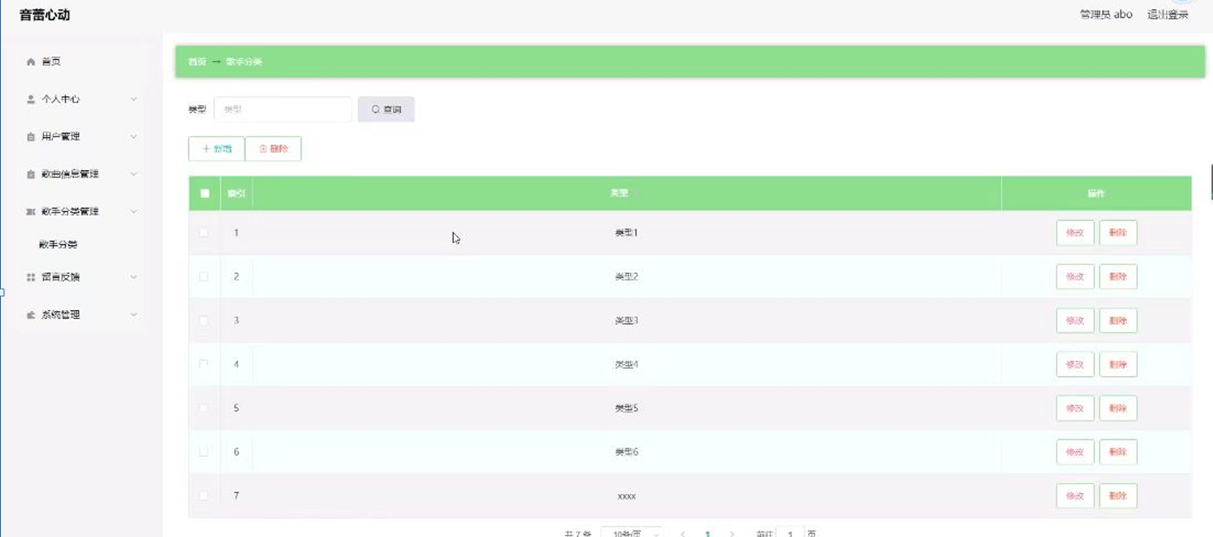 音蕾心动
管理员 abo 退出登录
首页
个人中心
用户管理
歌曲信息管理
歌手分类管理
歌手分类
留言反馈
系统管理
首页 → 歌手分类
类型 类型 查询
+ 新增 删除
索引 类型 操作
1 类型1 修改 删除
2 类型2 修改 删除
3 类型3 修改 删除
4 类型4 修改 删除
5 类型5 修改 删除
6 类型6 修改 删除
7 xxxx 修改 删除
共 7 条 10条/页 1 前往 1 页